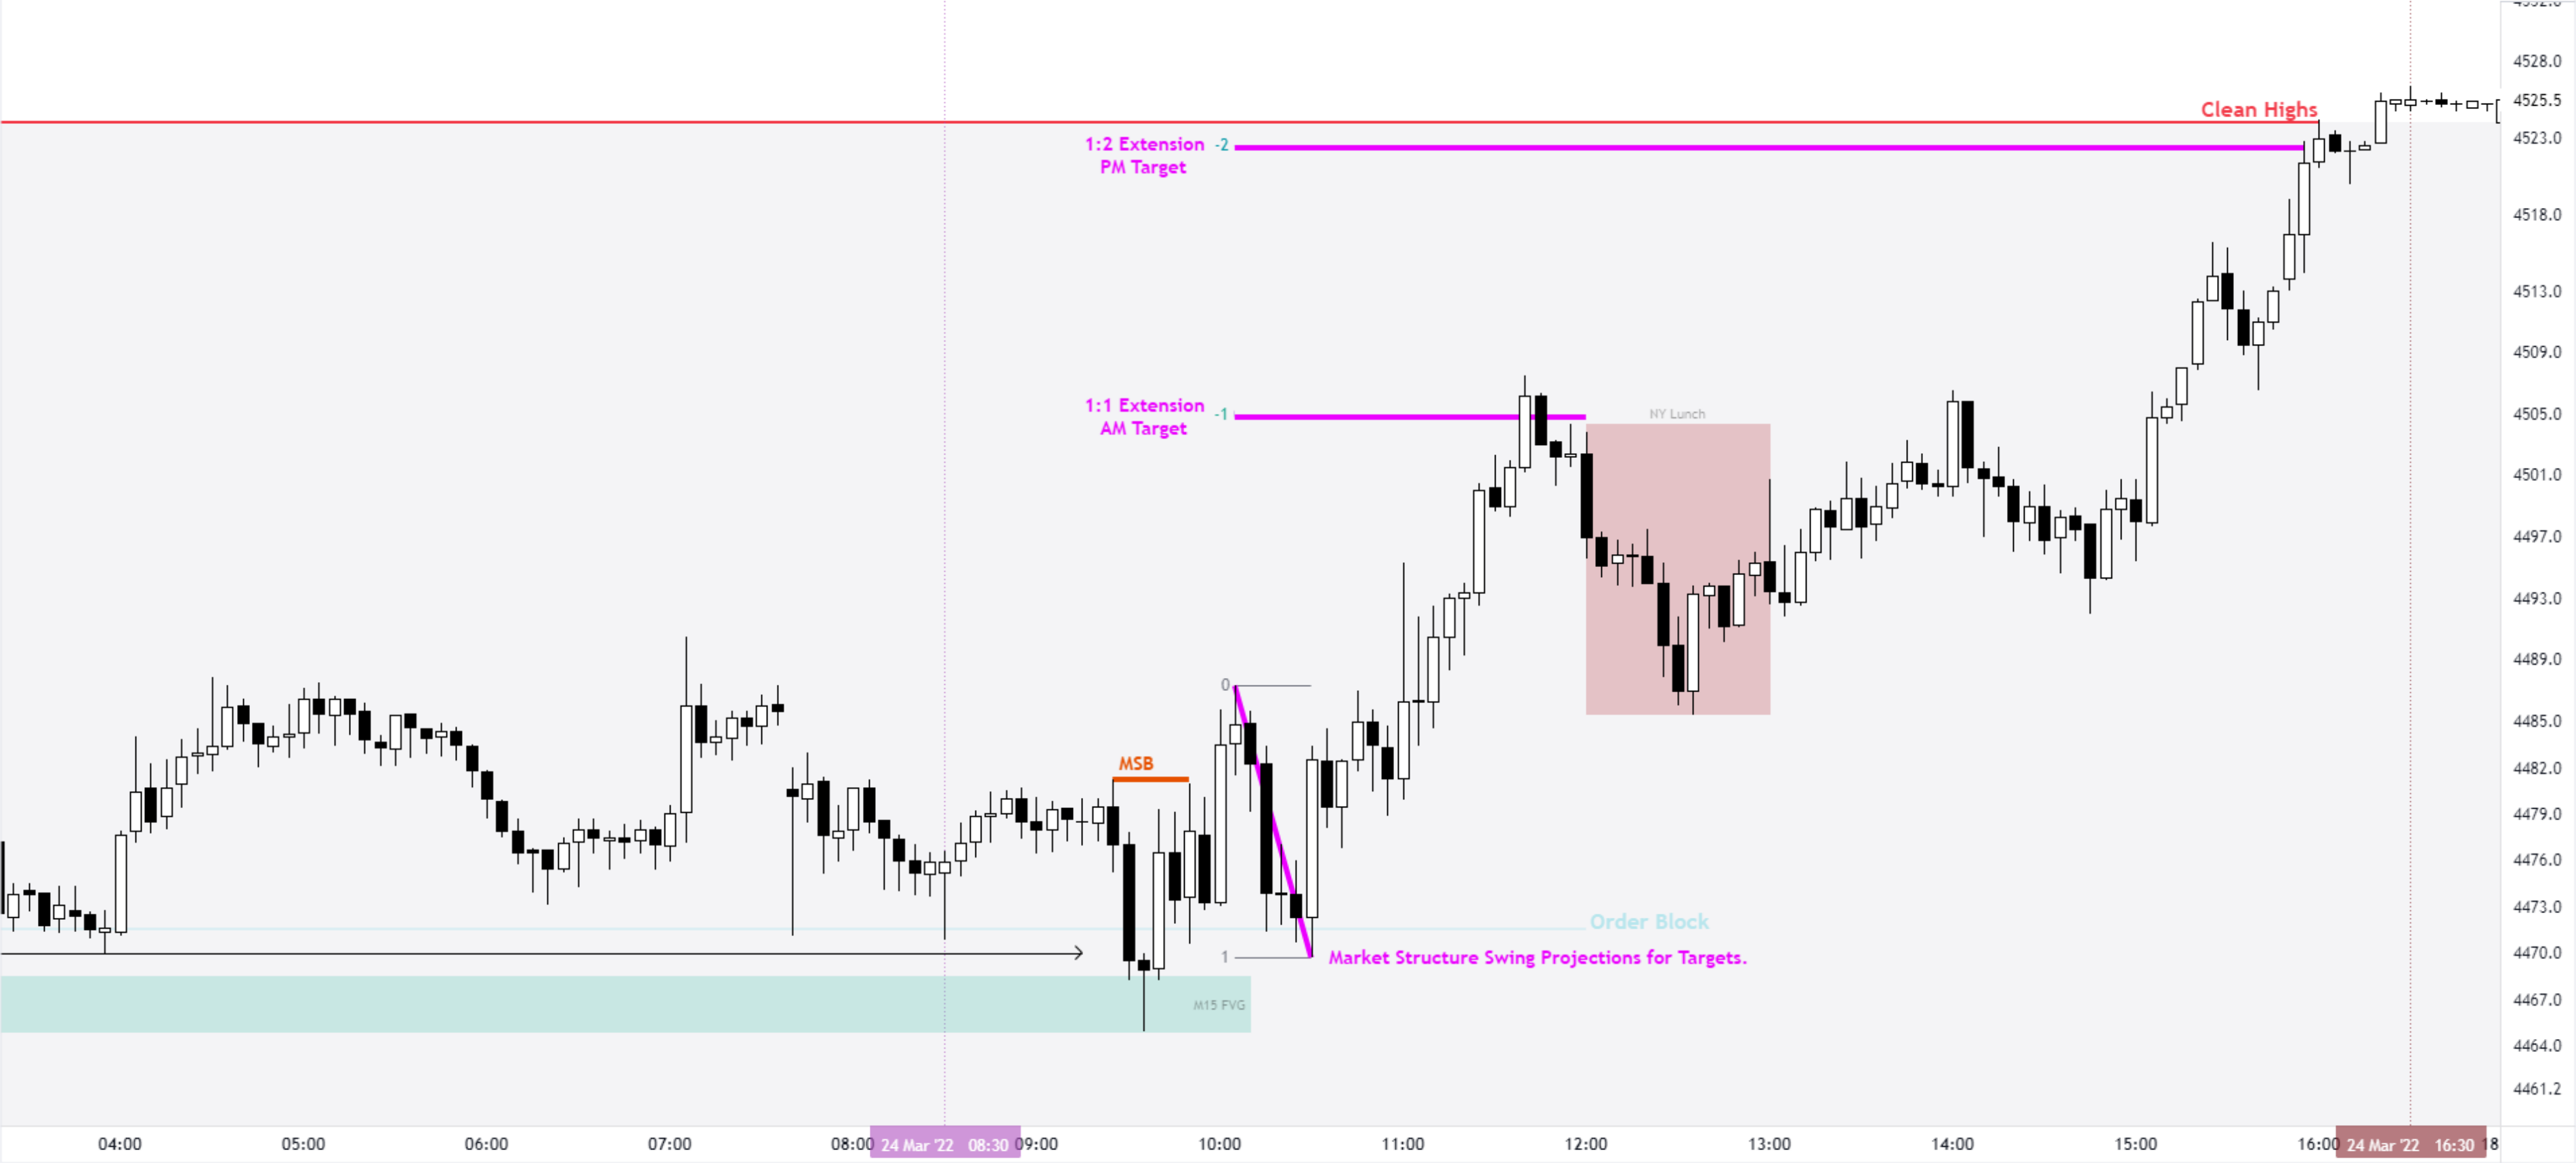 4532.0
4528.0
Clean Highs
4525.5
1:2 Extension -2
PM Target
4523.0
4518.0
4513.0
4509.0
1:1 Extension -1
AM Target
NY Lunch
4505.0
4501.0
4497.0
4493.0
4489.0
0
4485.0
MSB
4482.0
4479.0
4476.0
4473.0
Order Block
4470.0
1
Market Structure Swing Projections for Targets.
M15 FVG
4467.0
4464.0
4461.2
04:00 05:00 06:00 07:00 08:00 24 Mar '22 08:30 09:00 10:00 11:00 12:00 13:00 14:00 15:00 16:00 24 Mar '22 16:30 18